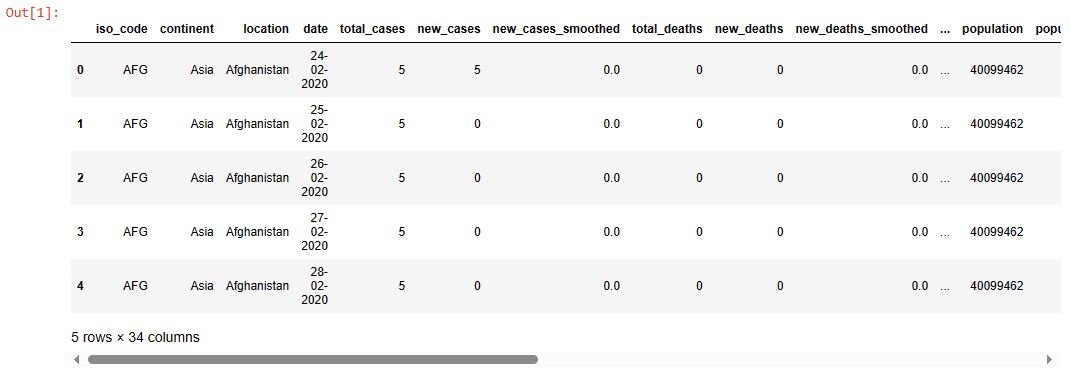 Out[1]:
iso_code continent location date total_cases new_cases new_cases_smoothed total_deaths new_deaths new_deaths_smoothed ... population popu
0 AFG Asia Afghanistan 24-02-2020 5 5 0.0 0 0 0.0 ... 40099462
1 AFG Asia Afghanistan 25-02-2020 5 0 0.0 0 0 0.0 ... 40099462
2 AFG Asia Afghanistan 26-02-2020 5 0 0.0 0 0 0.0 ... 40099462
3 AFG Asia Afghanistan 27-02-2020 5 0 0.0 0 0 0.0 ... 40099462
4 AFG Asia Afghanistan 28-02-2020 5 0 0.0 0 0 0.0 ... 40099462
5 rows × 34 columns